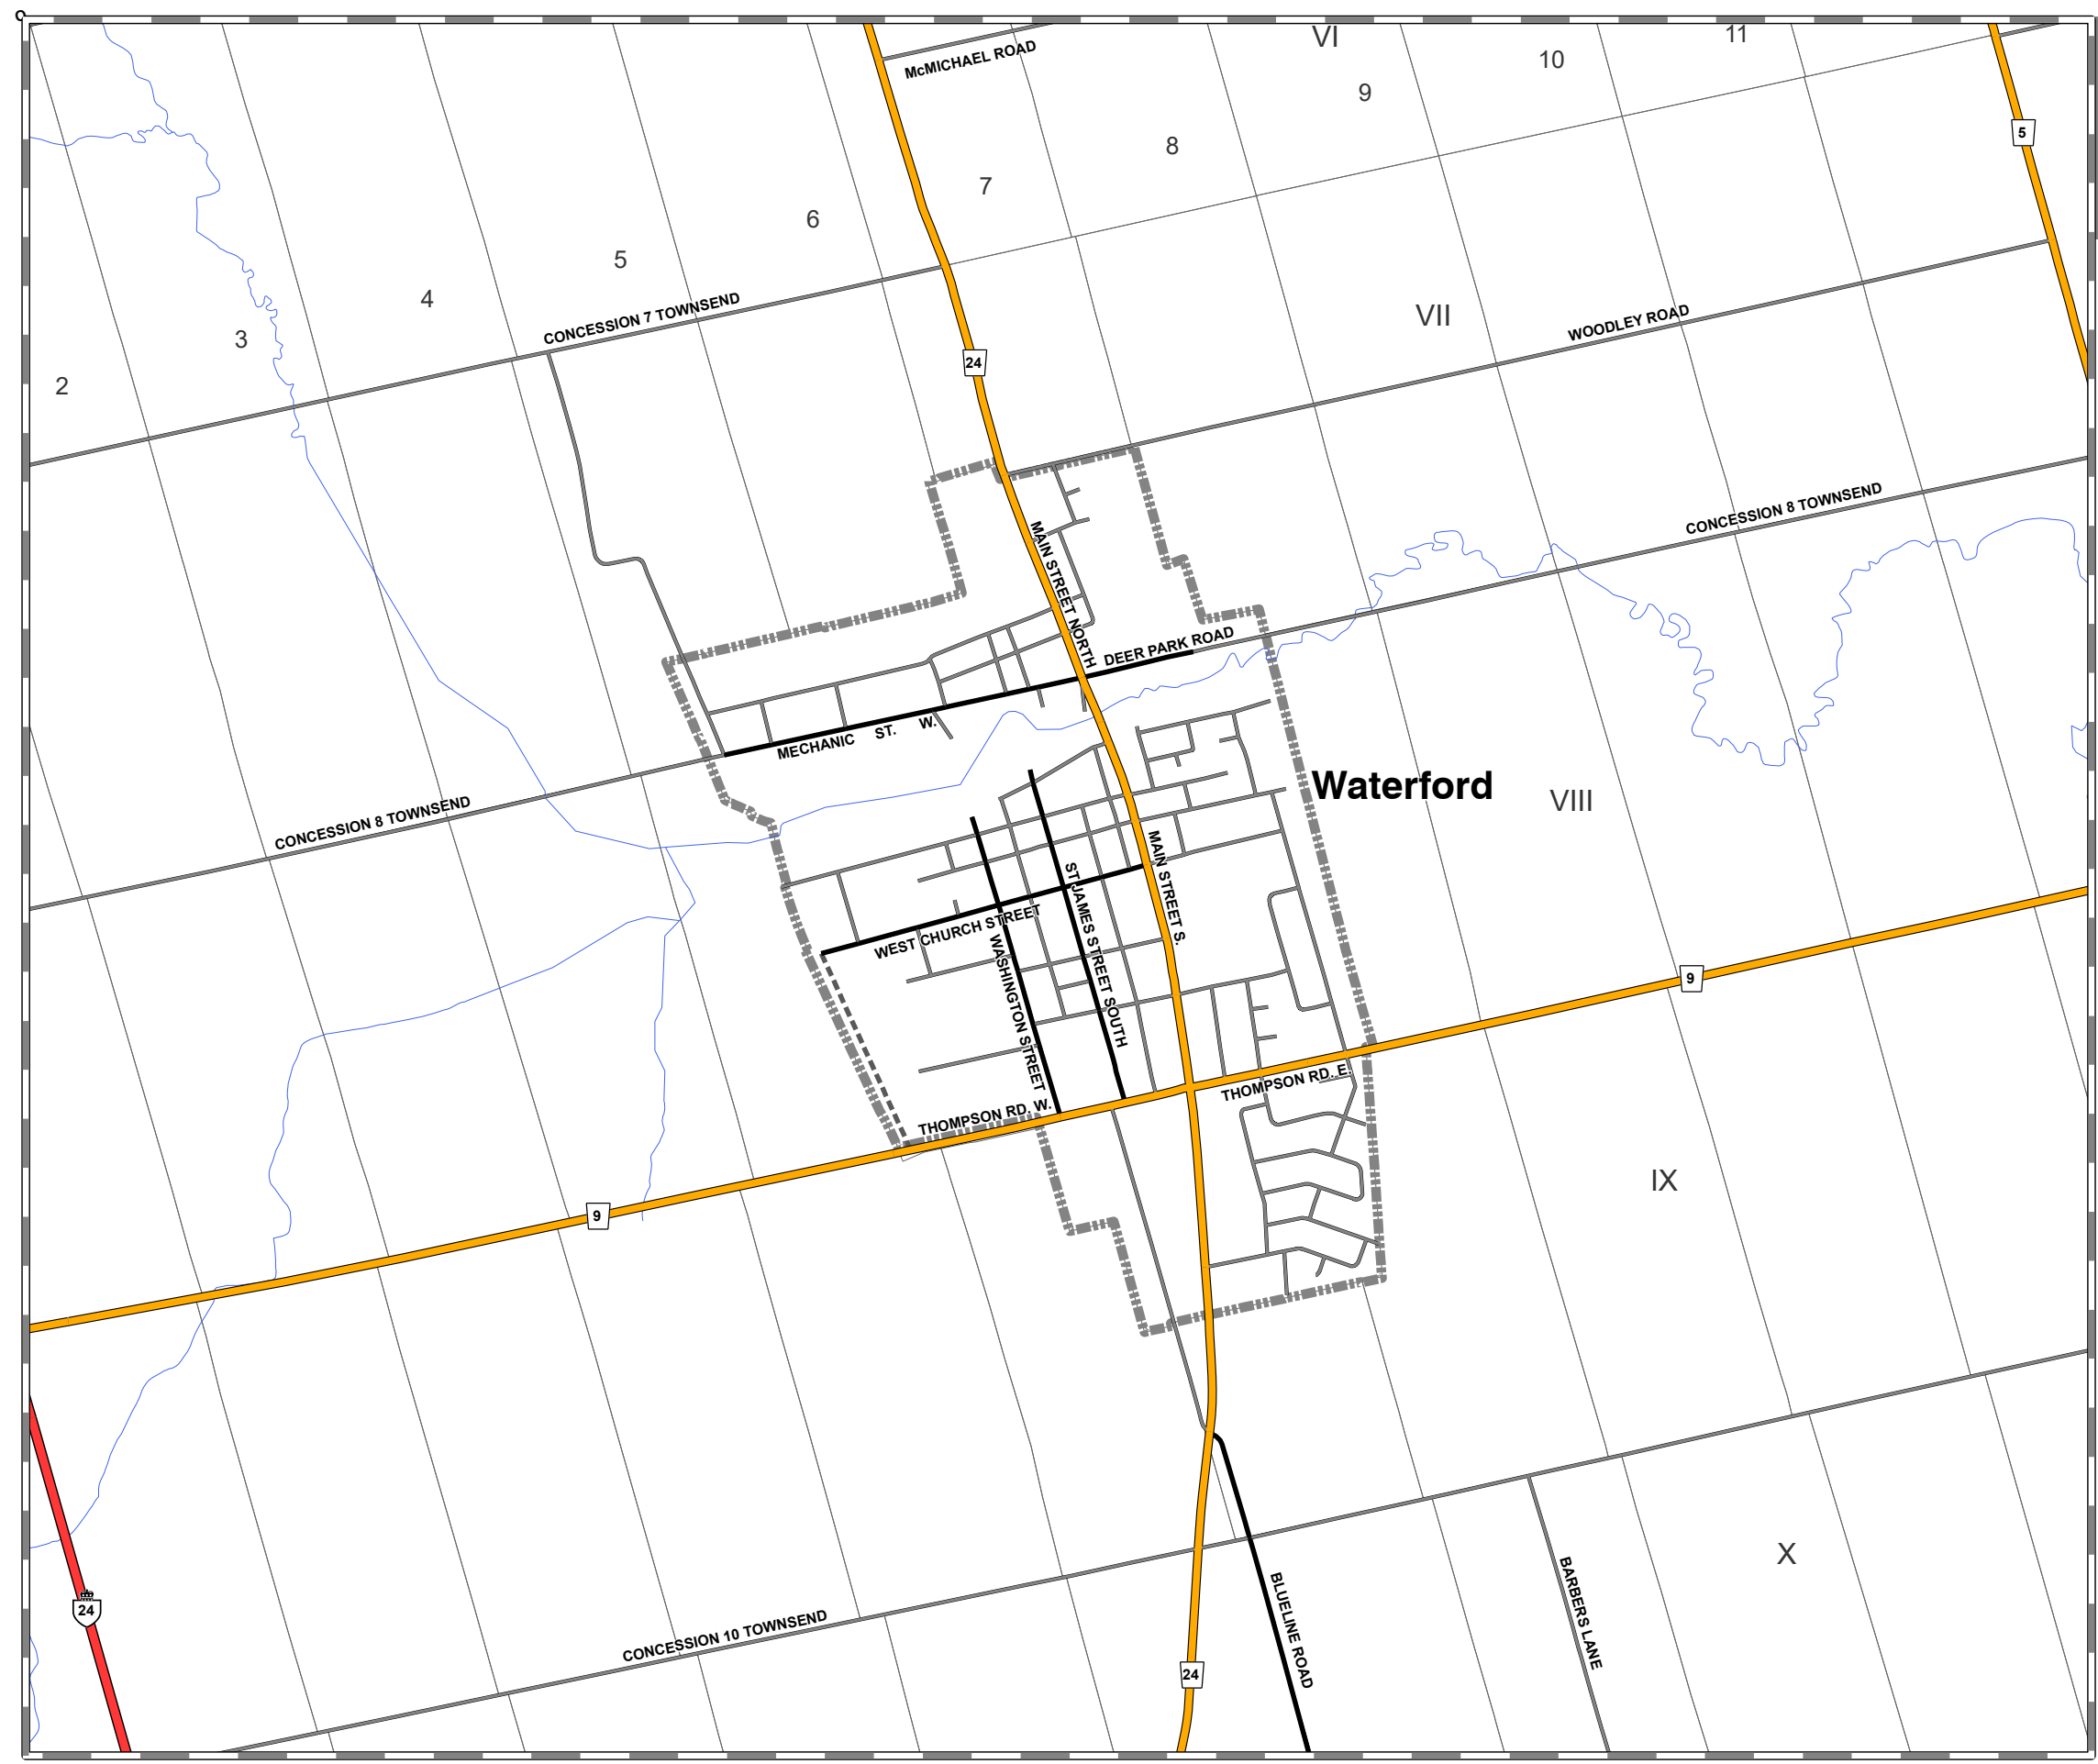 VI
11
McMICHAEL ROAD
10
9
5
8
7
6
5
4
CONCESSION 7 TOWNSEND
VII
WOODLEY ROAD
3
24
2
CONCESSION 8 TOWNSEND
MAIN STREET NORTH
DEER PARK ROAD
MECHANIC ST. W.
Waterford
VIII
CONCESSION 8 TOWNSEND
MAIN STREET S.
ST JAMES STREET SOUTH
WEST CHURCH STREET
WASHINGTON STREET
9
THOMPSON RD. E.
THOMPSON RD. W.
IX
9
X
24
BLUELINE ROAD
BARBERS LANE
CONCESSION 10 TOWNSEND
24